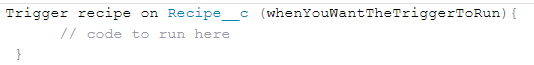 Trigger recipe on Recipe__c (whenYouWantTheTriggerToRun){
// code to run here
}